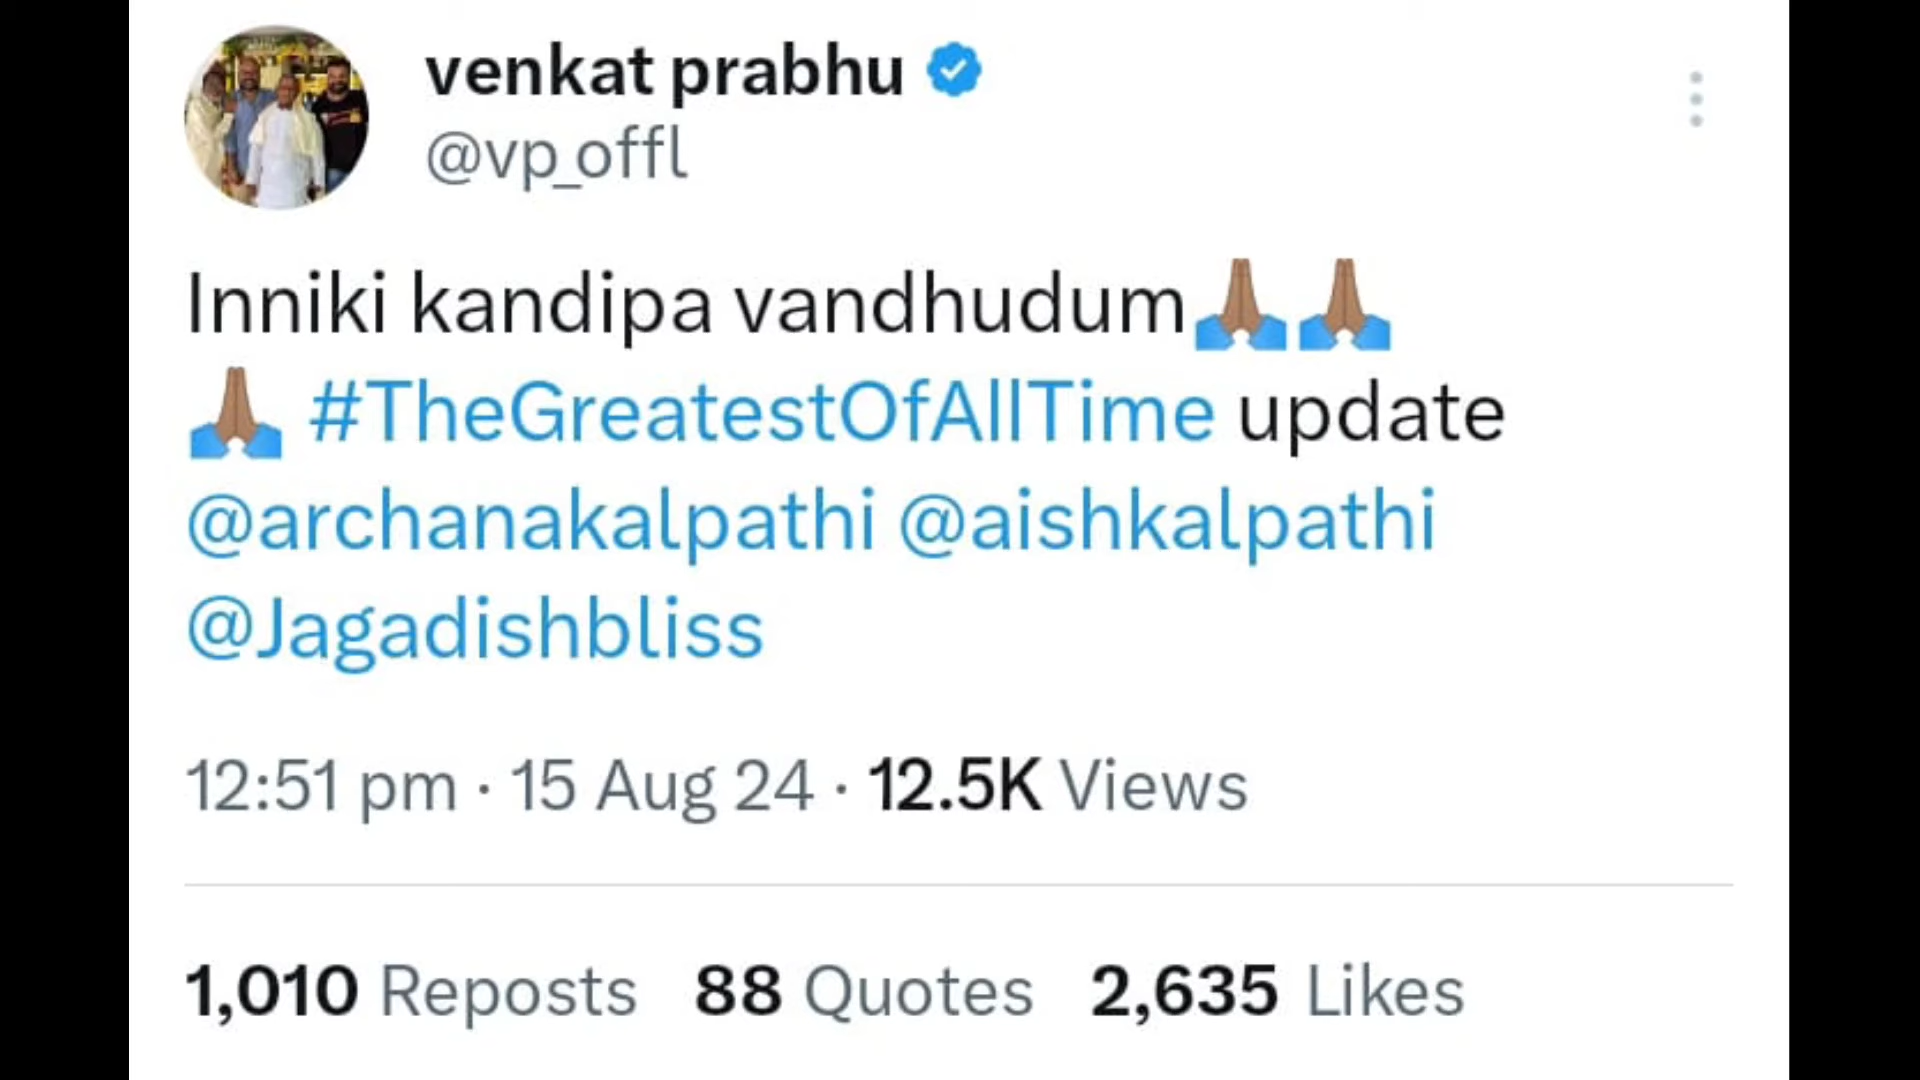 venkat prabhu
@vp_offl
Inniki kandipa vandhudum🙏🏽🙏🏽
🙏🏽 #TheGreatestOfAllTime update
@archanakalpathi @aishkalpathi
@Jagadishbliss
12:51 pm · 15 Aug 24 · 12.5K Views
1,010 Reposts 88 Quotes 2,635 Likes